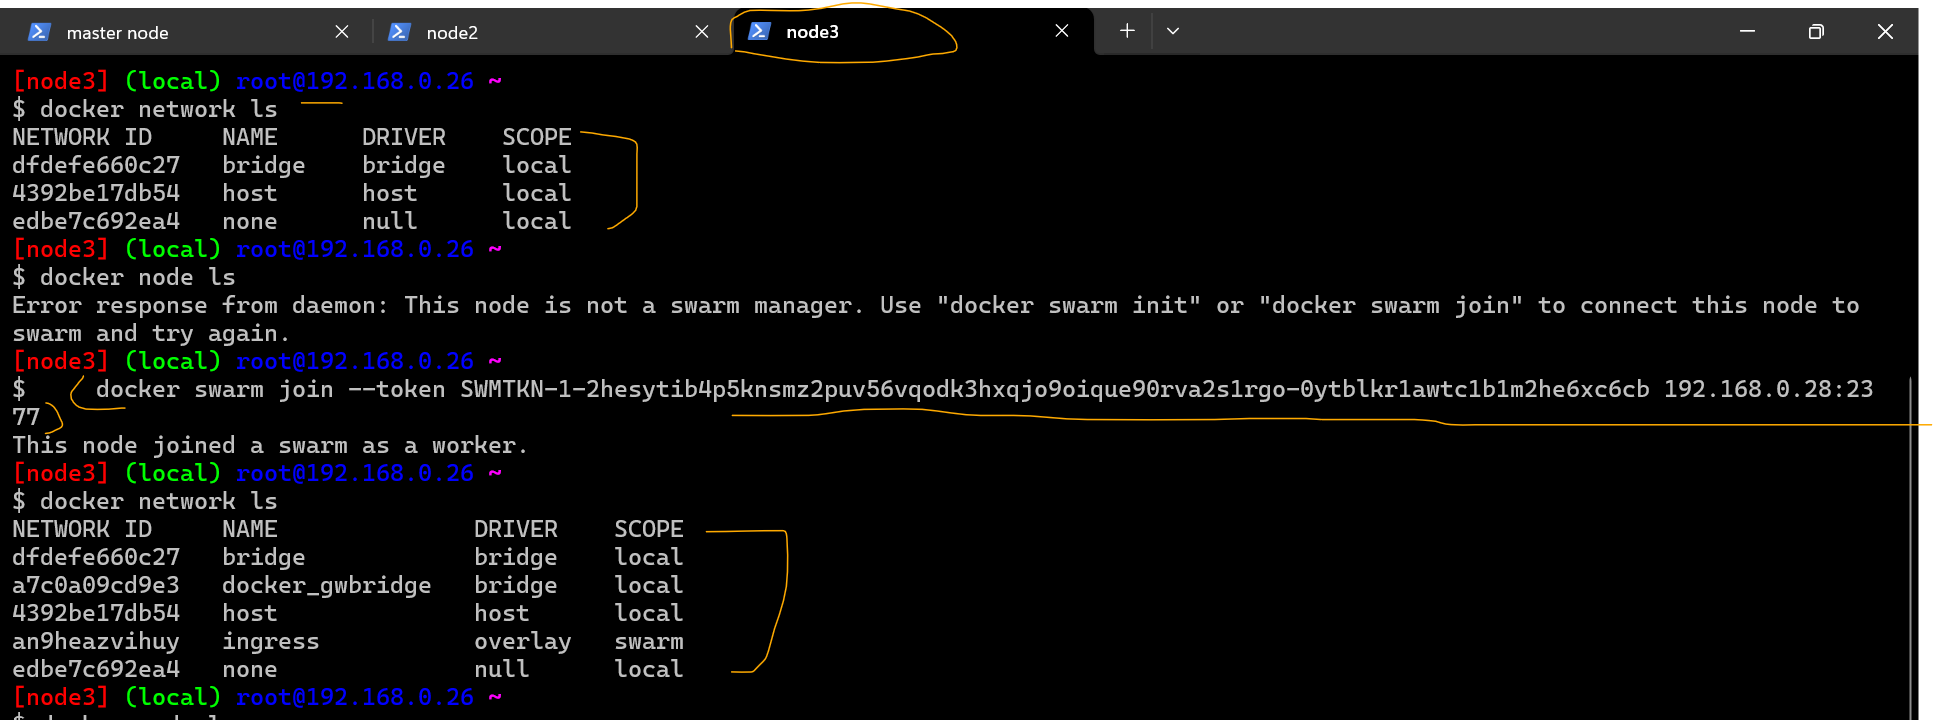 master node
node2
node3
[node3] (local) root@192.168.0.26 ~
$ docker network ls
NETWORK ID     NAME      DRIVER    SCOPE
dfdefe660c27   bridge    bridge    local
4392be17db54   host      host      local
edbe7c692ea4   none      null      local
[node3] (local) root@192.168.0.26 ~
$ docker node ls
Error response from daemon: This node is not a swarm manager. Use "docker swarm init" or "docker swarm join" to connect this node to
swarm and try again.
[node3] (local) root@192.168.0.26 ~
$     docker swarm join --token SWMTKN-1-2hesytib4p5knsmz2puv56vqodk3hxqjo9oique90rva2s1rgo-0ytblkr1awtc1b1m2he6xc6cb 192.168.0.28:23
77
This node joined a swarm as a worker.
[node3] (local) root@192.168.0.26 ~
$ docker network ls
NETWORK ID     NAME              DRIVER    SCOPE
dfdefe660c27   bridge            bridge    local
a7c0a09cd9e3   docker_gwbridge   bridge    local
4392be17db54   host              host      local
an9heazvihuy   ingress           overlay   swarm
edbe7c692ea4   none              null      local
[node3] (local) root@192.168.0.26 ~